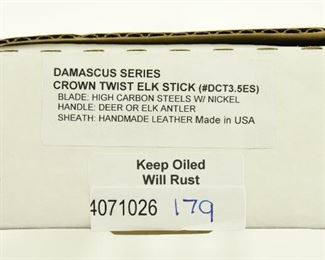 DAMASCUS SERIES
CROWN TWIST ELK STICK (#DCT3.5ES)
BLADE: HIGH CARBON STEELS W/ NICKEL
HANDLE: DEER OR ELK ANTLER
SHEATH: HANDMADE LEATHER Made in USA
Keep Oiled
Will Rust
4071026 179